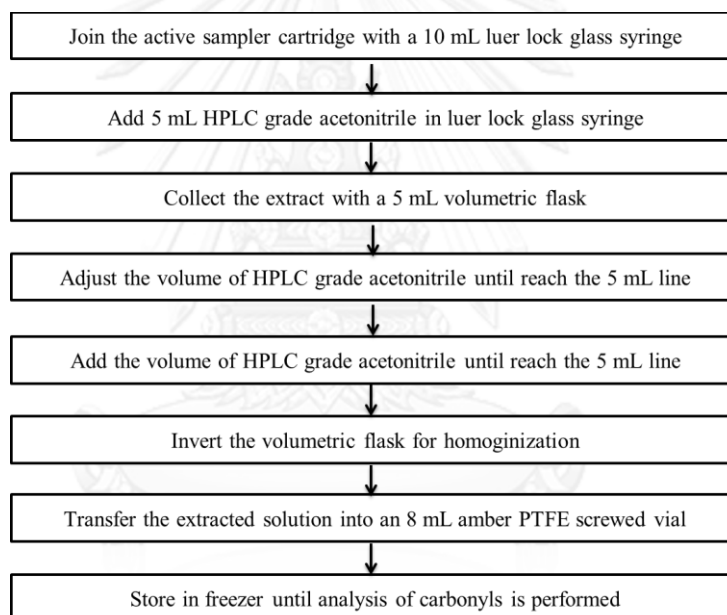 Join the active sampler cartridge with a 10 mL luer lock glass syringe
Add 5 mL HPLC grade acetonitrile in luer lock glass syringe
Collect the extract with a 5 mL volumetric flask
Adjust the volume of HPLC grade acetonitrile until reach the 5 mL line
Add the volume of HPLC grade acetonitrile until reach the 5 mL line
Invert the volumetric flask for homoginization
Transfer the extracted solution into an 8 mL amber PTFE screwed vial
Store in freezer until analysis of carbonyls is performed